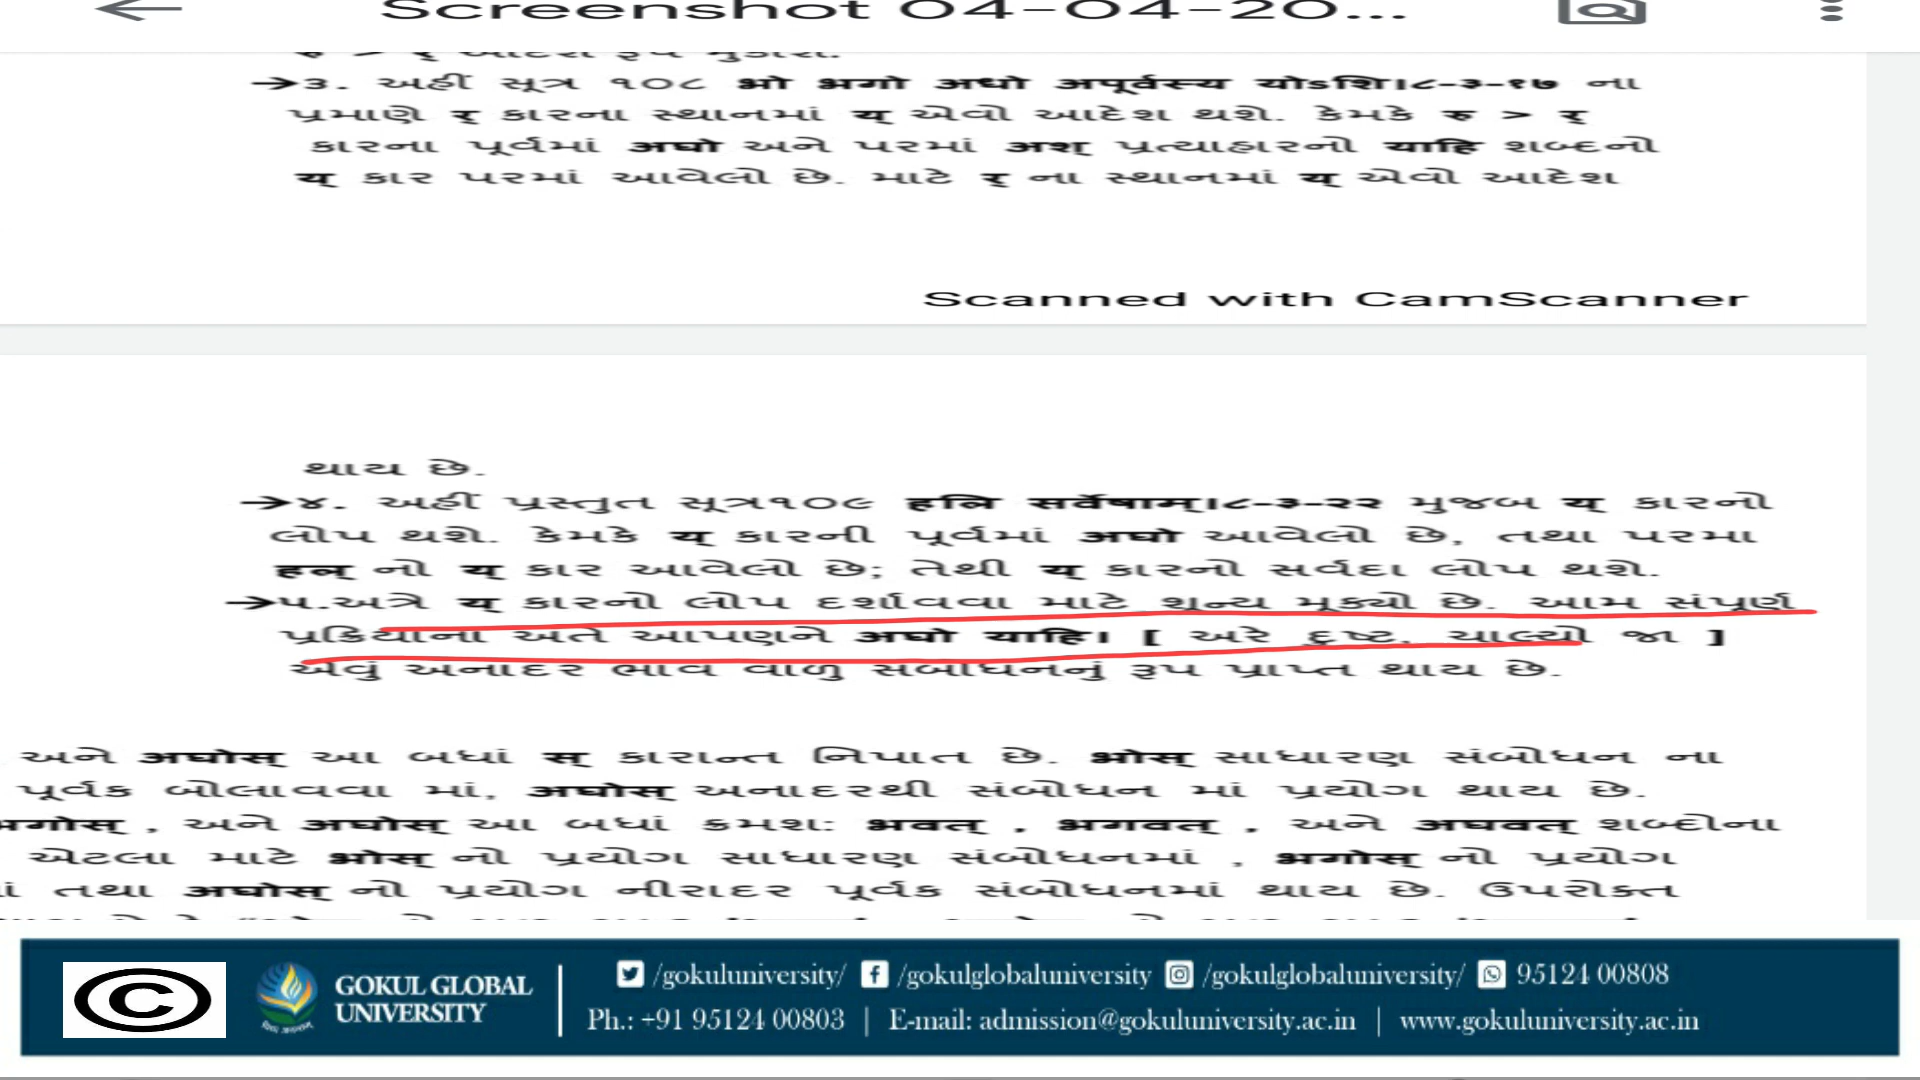 Screenshot 04-04-20...
→૩. અહીં સૂત્ર ૧૦૮ भो भगो अधो अपूर्वस्य योऽशि।८-३-१७ ના
પ્રમાણે र् કારના સ્થાનમાં य् એવો આદેશ થશે. કેમકે रु > र्
કારના પૂર્વમાં अघो અને પરમાં अश् પ્રત્યાહારનો याहि શબ્દનો
य् કાર પરમાં આવેલો છે. માટે र् ના સ્થાનમાં य् એવો આદેશ
Scanned with CamScanner
થાય છે.
→૪. અહીં પ્રસ્તુત સૂત્ર૧૦૯ हलि सर्वेषाम्।८-३-२२ મુજબ य् કારનો
લોપ થશે. કેમકે य् કારની પૂર્વમાં अघो આવેલો છે, તથા પરમા
हल् નો य् કાર આવેલો છે; તેથી य् કારનો સર્વદા લોપ થશે.
→૫.અત્રે य् કારનો લોપ દર્શાવવા માટે શૂન્ય મૂક્યો છે. આમ સંપૂર્ણ
પ્રક્રિયાના અંતે આપણને अघो याहि। [ અરે દુષ્ટ, ચાલ્યો જા ]
એવું અનાદર ભાવ વાળુ સંબોધનનું રૂપ પ્રાપ્ત થાય છે.
અને अघोस् આ બધાં स् કારાન્ત નિપાત છે. भोस् સાધારણ સંબોધન ના
પૂર્વક બોલાવવા માં, अघोस् અનાદરથી સંબોધન માં પ્રયોગ થાય છે.
भगोस् , અને अघोस् આ બધાં ક્રમશ: भवत् , भगवत् , અને अघवत् શબ્દોના
એટલા માટે भोस् નો પ્રયોગ સાધારણ સંબોધનમાં , भगोस् નો પ્રયોગ
તથા अघोस् નો પ્રયોગ નીરાદર પૂર્વક સંબોધનમાં થાય છે. ઉપરોક્ત
GOKUL GLOBAL
UNIVERSITY
/gokuluniversity/ /gokulglobaluniversity /gokulglobaluniversity/ 95124 00808
Ph.: +91 95124 00803 | E-mail: admission@gokuluniversity.ac.in | www.gokuluniversity.ac.in